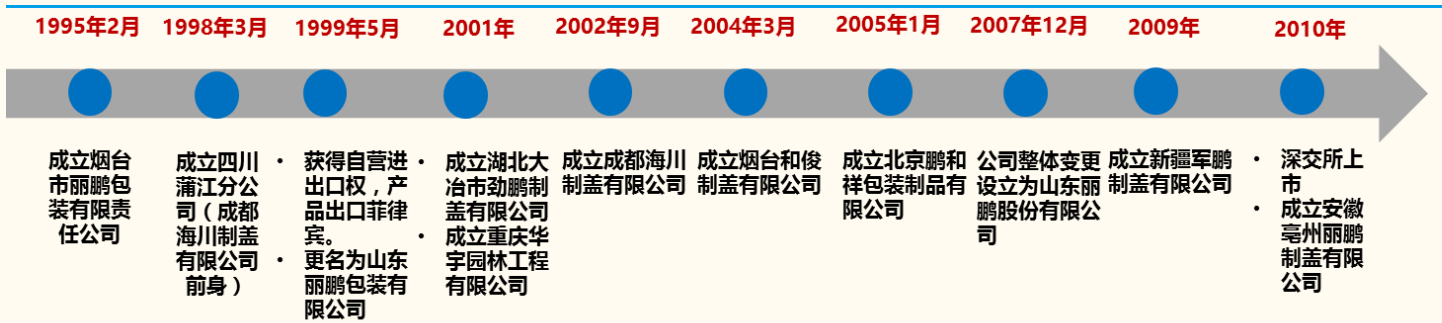 1995年2月
1998年3月
1999年5月
2001年
2002年9月
2004年3月
2005年1月
2007年12月
2009年
2010年
成立烟台
市丽鹏包
装有限责
任公司
成立四川
蒲江分公
司（成都
海川制盖
有限公司
前身）
• 获得自营进
出口权，产
品出口菲律
宾。
• 更名为山东
丽鹏包装有
限公司
• 成立湖北大
冶市劲鹏制
盖有限公司
• 成立重庆华
宇园林工程
有限公司
成立成都海川
制盖有限公司
成立烟台和俊
制盖有限公司
成立北京鹏和
祥包装制品有
限公司
公司整体变更
设立为山东丽
鹏股份有限公
司
成立新疆军鹏
制盖有限公司
• 深交所上
市
• 成立安徽
亳州丽鹏
制盖有限
公司